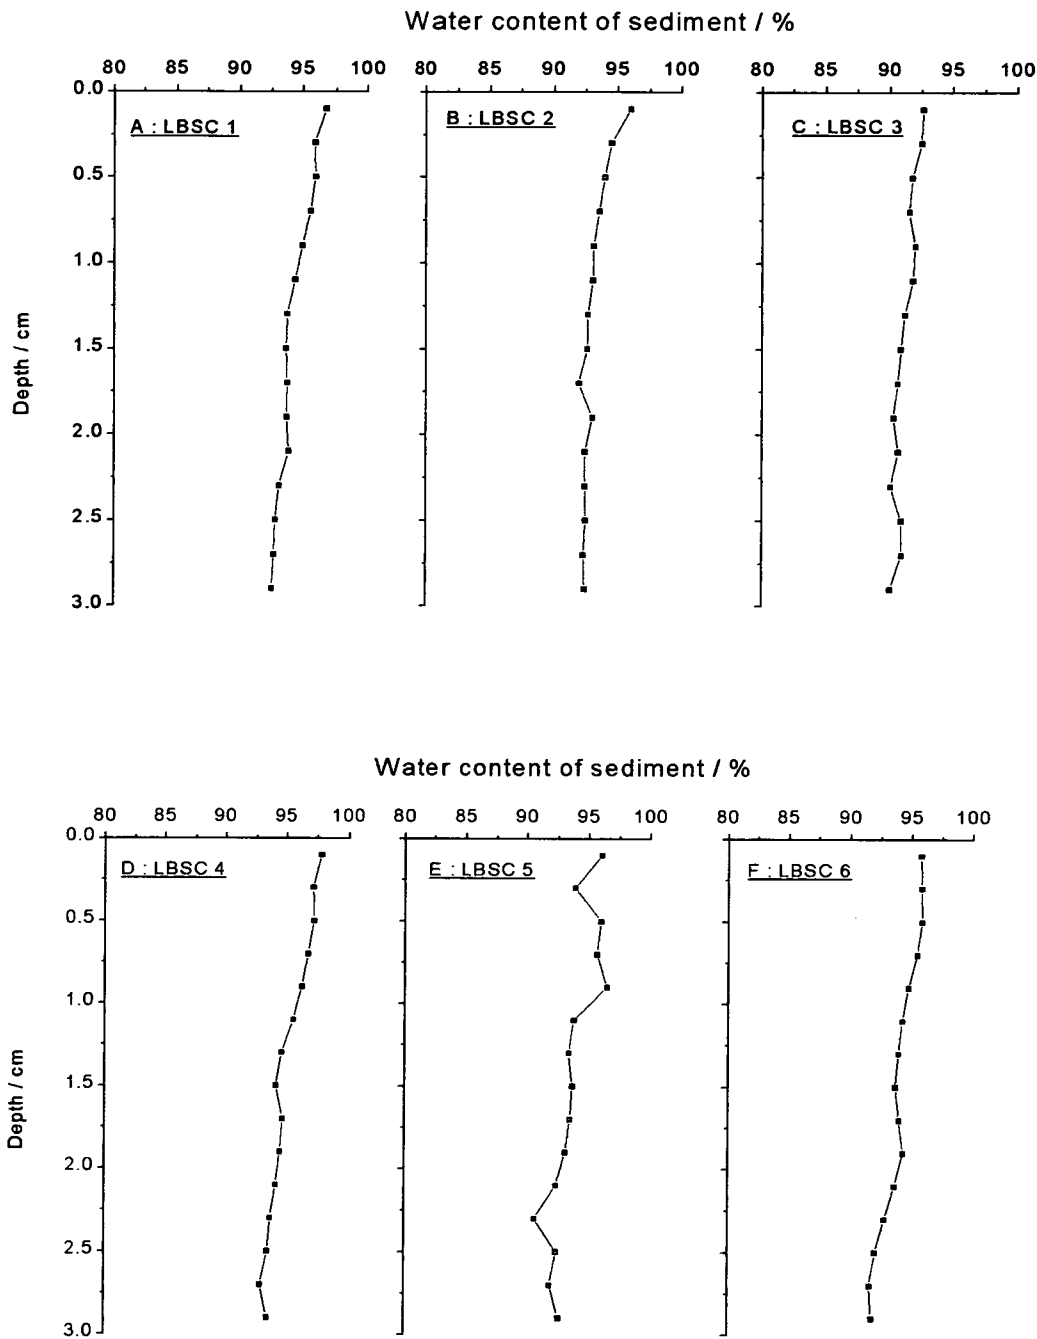 Water content of sediment / %
80 85 90 95 100 80 85 90 95 100 80 85 90 95 100
0.0
A : LBSC 1 B : LBSC 2 C : LBSC 3
0.5
1.0
Depth / cm
1.5
2.0
2.5
3.0
Water content of sediment / %
80 85 90 95 100 80 85 90 95 100 80 85 90 95 100
0.0
D : LBSC 4 E : LBSC 5 F : LBSC 6
0.5
1.0
Depth / cm
1.5
2.0
2.5
3.0